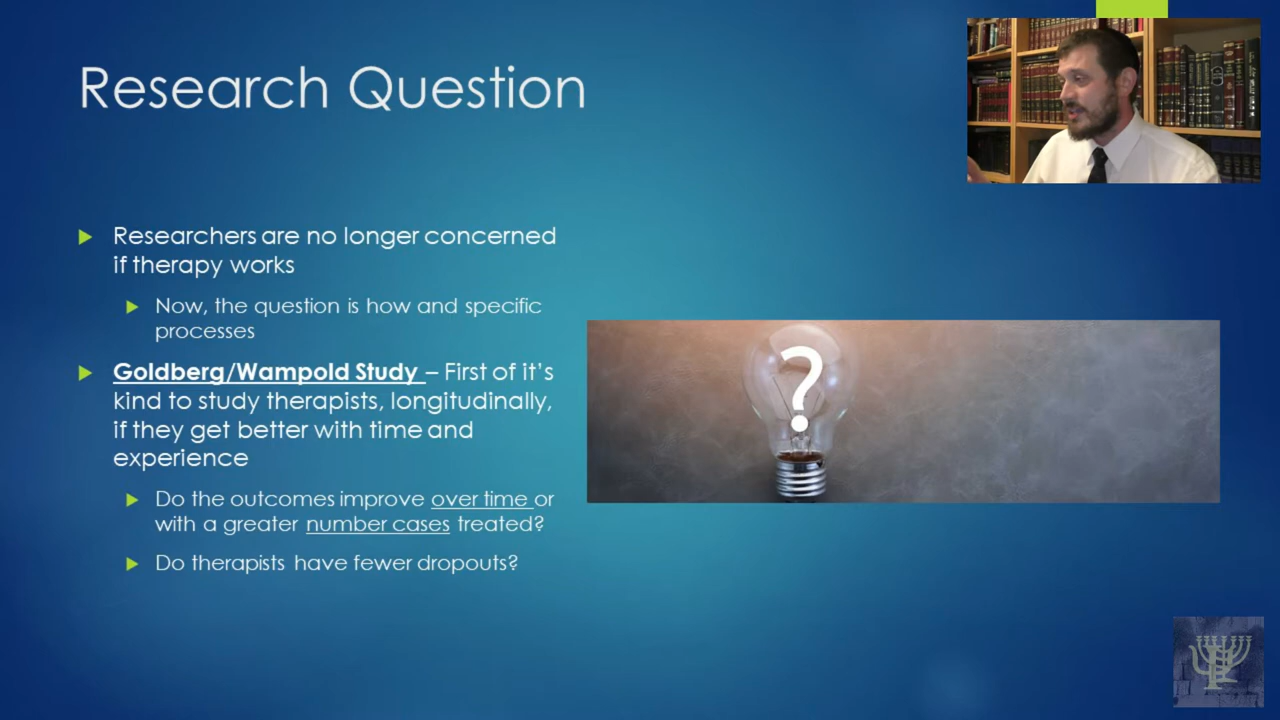 Research Question
Researchers are no longer concerned
if therapy works
Now, the question is how and specific
processes
Goldberg/Wampold Study – First of it's
kind to study therapists, longitudinally,
if they get better with time and
experience
Do the outcomes improve over time or
with a greater number cases treated?
Do therapists have fewer dropouts?
?